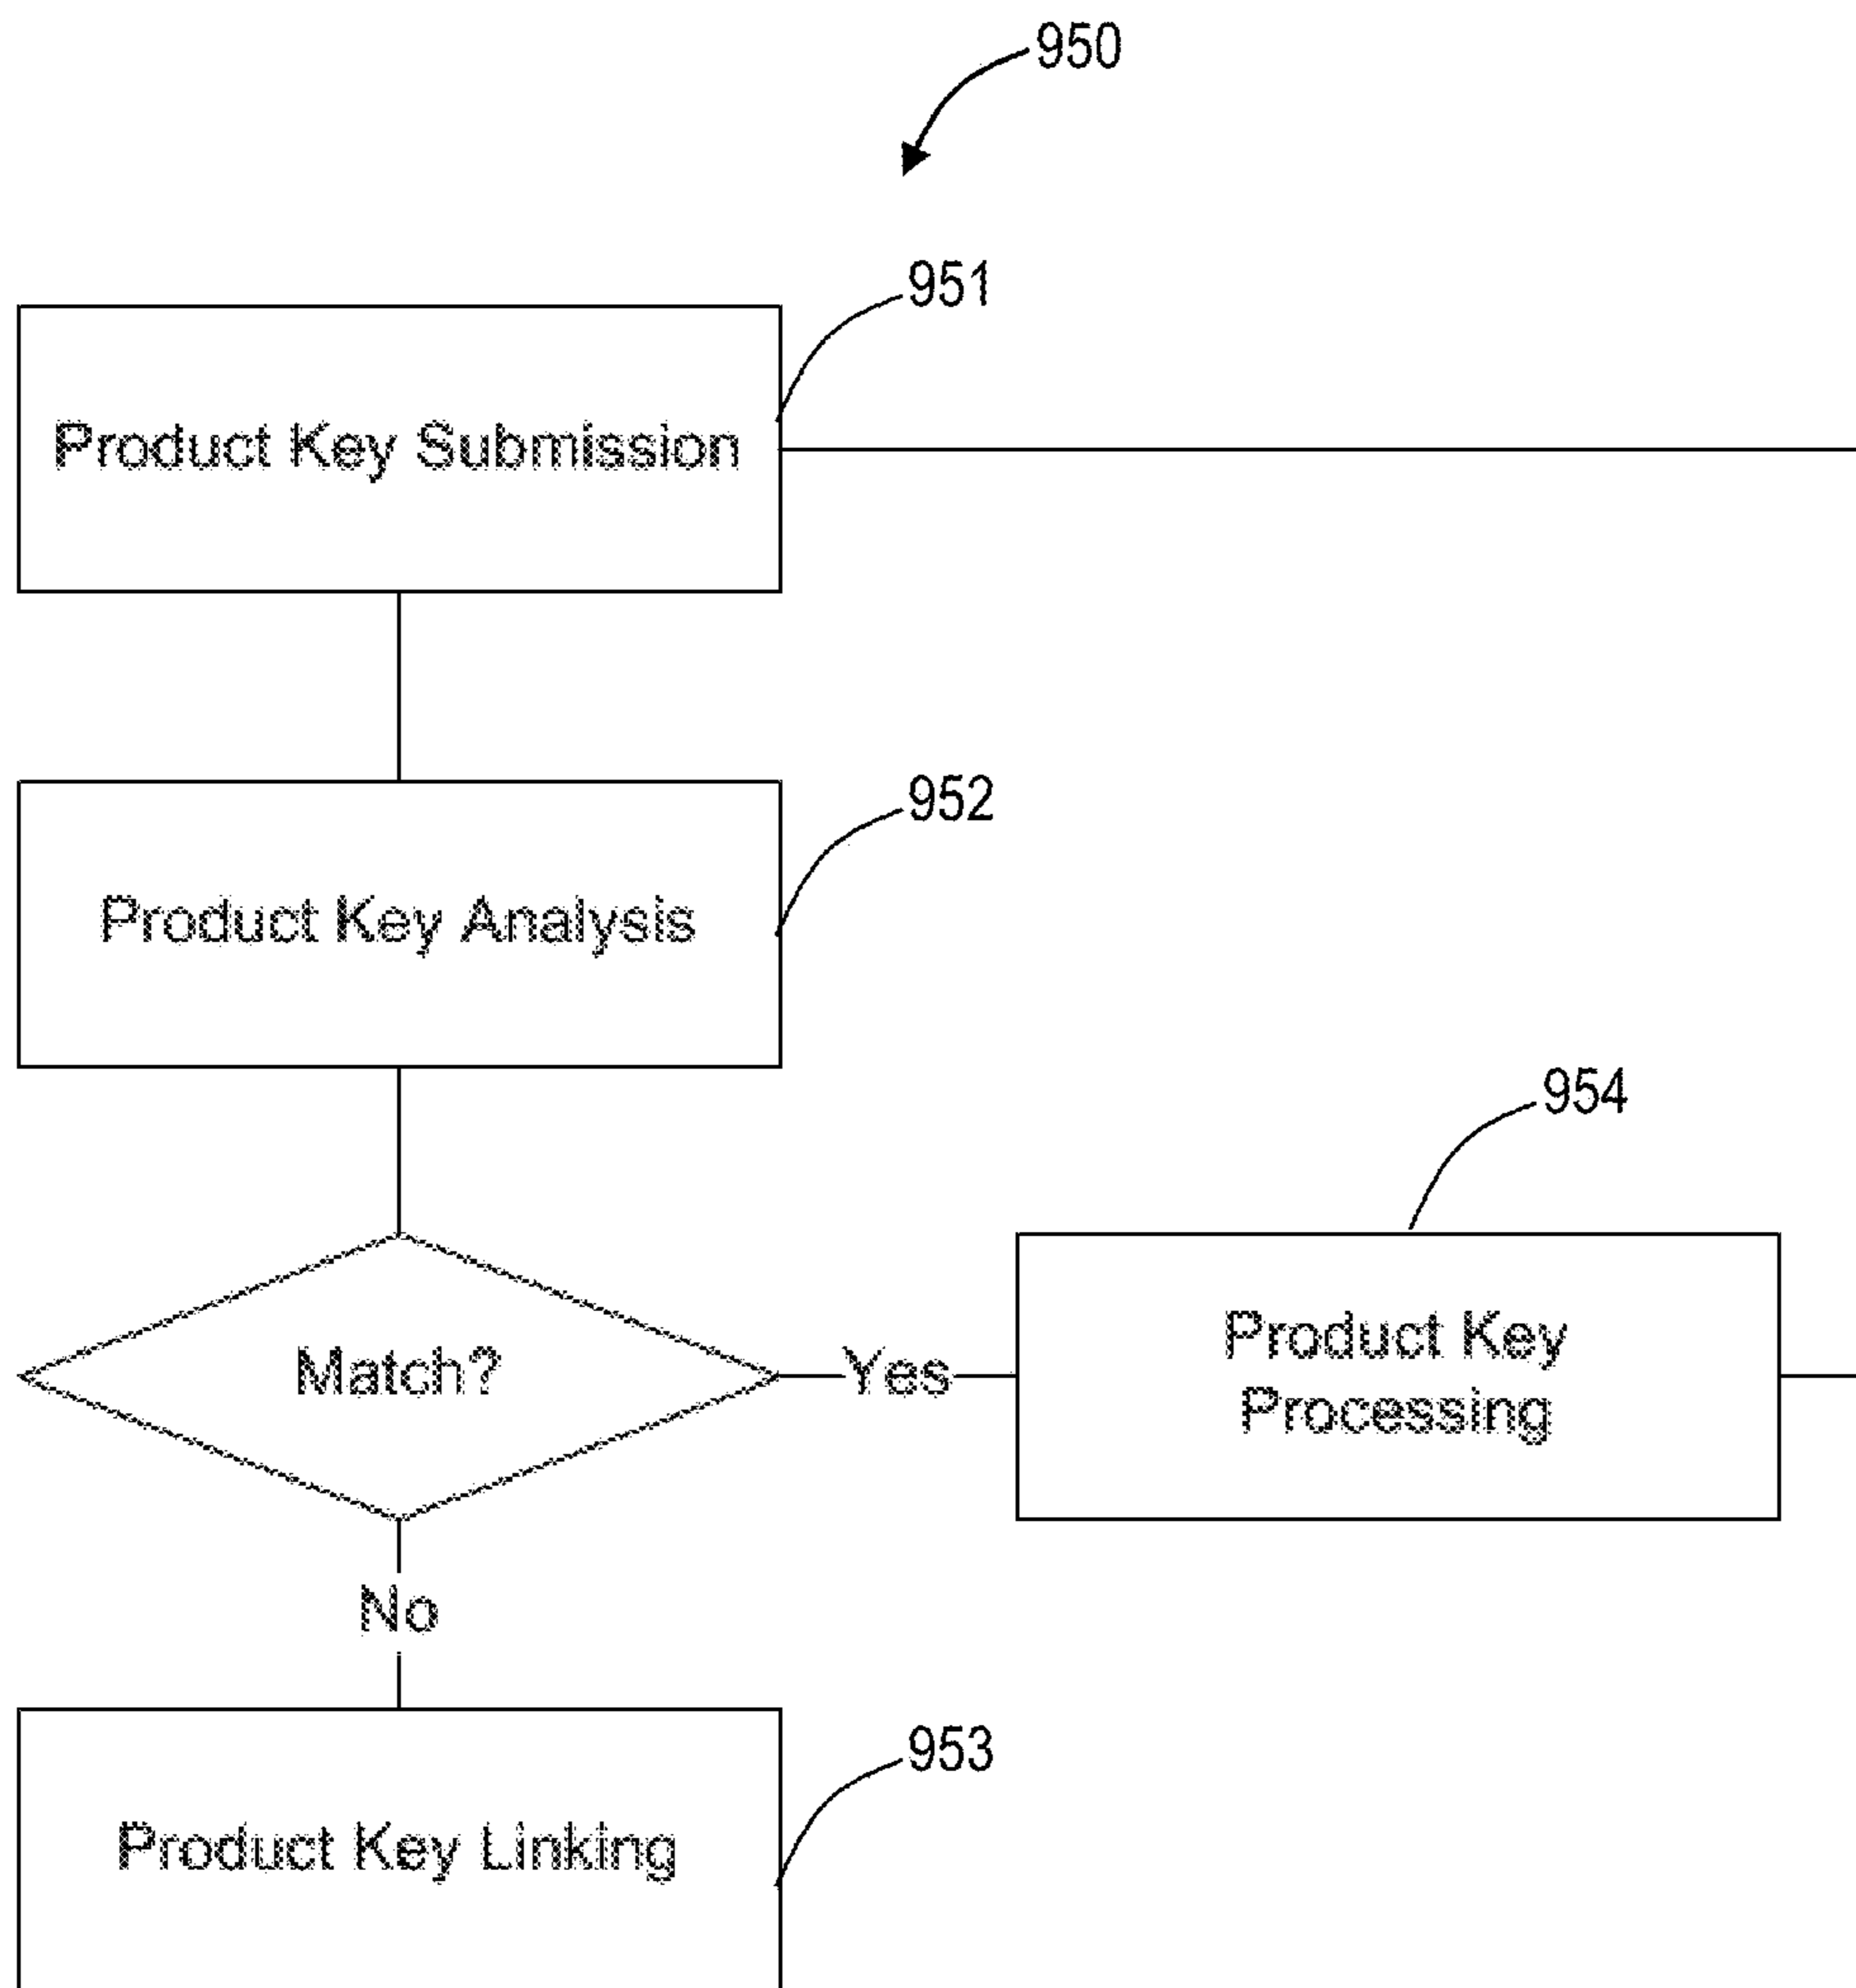 950
951
Product Key Submission
952
Product Key Analysis
954
Match?
Yes
Product Key
Processing
No
953
Product Key Linking